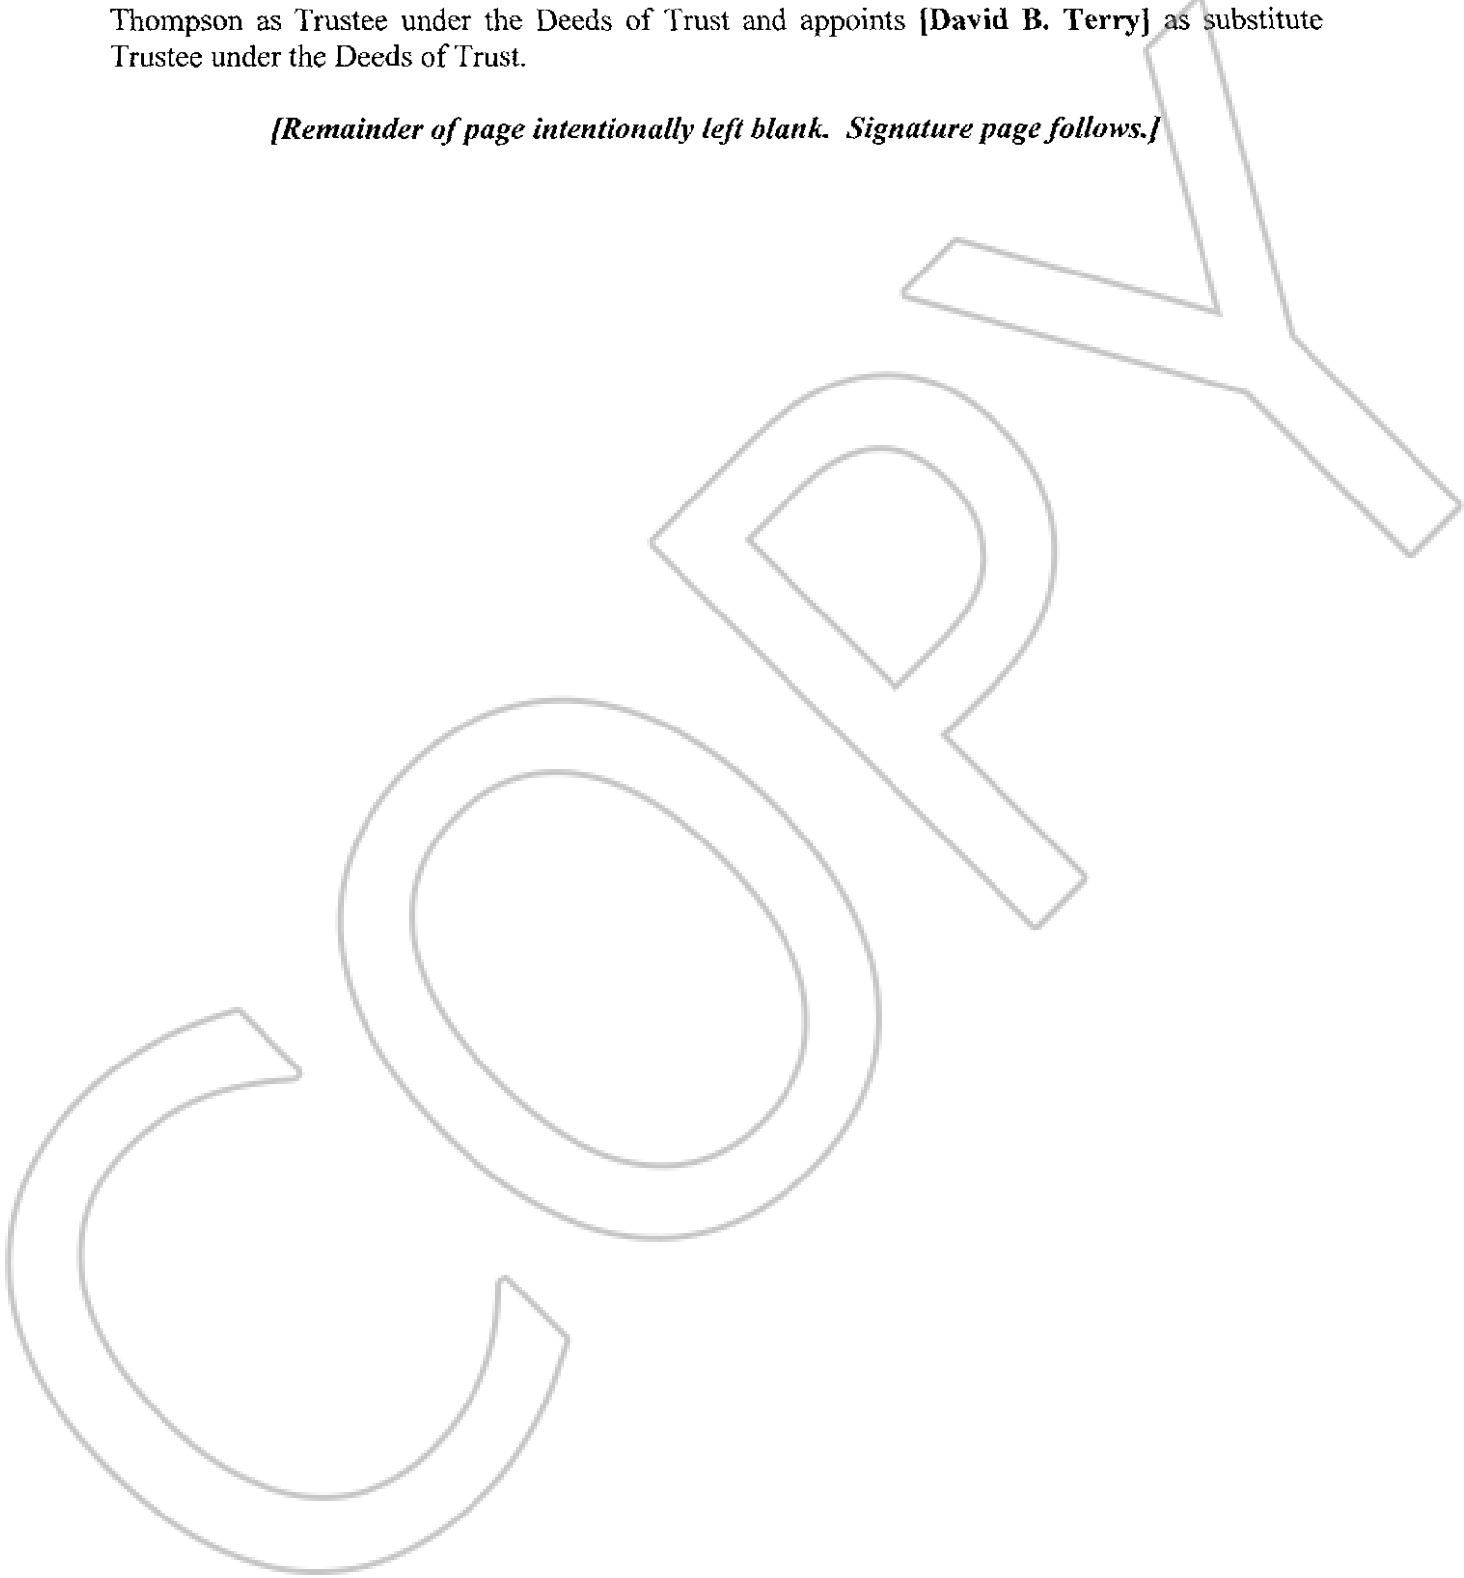 Thompson as Trustee under the Deeds of Trust and appoints [David B. Terry] as substitute
Trustee under the Deeds of Trust.
[Remainder of page intentionally left blank. Signature page follows.]
COPY